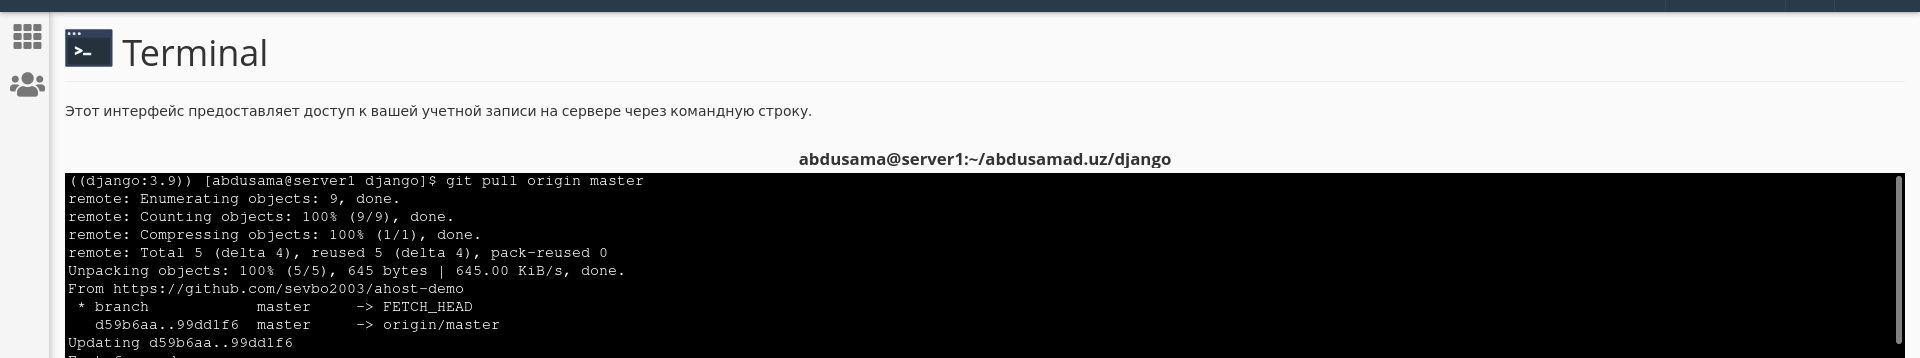 Terminal
Этот интерфейс предоставляет доступ к вашей учетной записи на сервере через командную строку.
abdusama@server1:~/abdusamad.uz/django
((django:3.9)) [abdusama@server1 django]$ git pull origin master
remote: Enumerating objects: 9, done.
remote: Counting objects: 100% (9/9), done.
remote: Compressing objects: 100% (1/1), done.
remote: Total 5 (delta 4), reused 5 (delta 4), pack-reused 0
Unpacking objects: 100% (5/5), 645 bytes | 645.00 KiB/s, done.
From https://github.com/sevbo2003/ahost-demo
 * branch            master     -> FETCH_HEAD
   d59b6aa..99dd1f6  master     -> origin/master
Updating d59b6aa..99dd1f6